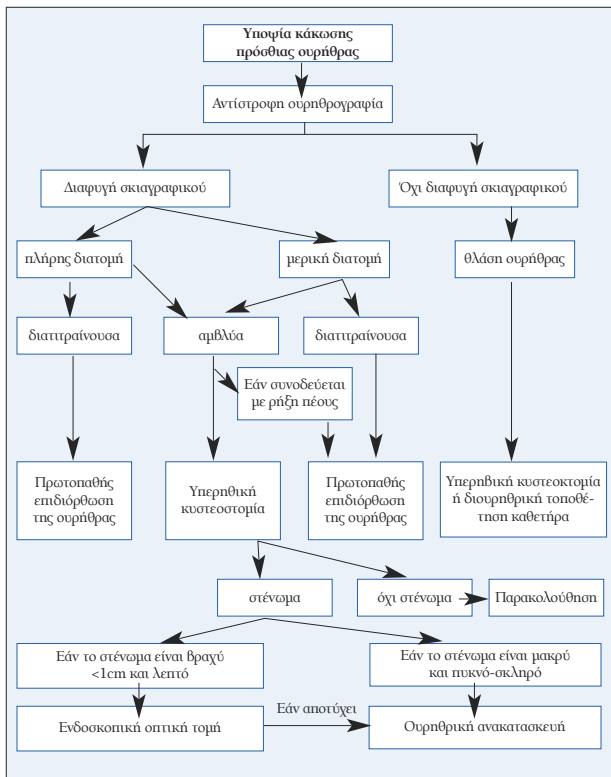 Υποψία κάκωσης
πρόσθιας ουρήθρας
Αντίστροφη ουρηθρογραφία
Διαφυγή σκιαγραφικού
Όχι διαφυγή σκιαγραφικού
πλήρης διατομή
μερική διατομή
θλάση ουρήθρας
διατιτραίνουσα
αμβλύα
διατιτραίνουσα
Εάν συνοδεύεται
με ρήξη πέους
Πρωτοπαθής
επιδιόρθωση
της ουρήθρας
Υπερηθική
κυστεοστομία
Πρωτοπαθής
επιδιόρθωση
της ουρήθρας
Υπερηβική κυστεοκτομία
ή διουρηθρική τοποθέ-
τηση καθετήρα
στένωμα
όχι στένωμα
Παρακολούθηση
Εάν το στένωμα είναι βραχύ
<1cm και λεπτό
Εάν το στένωμα είναι μακρύ
και πυκνό-σκληρό
Ενδοσκοπική οπτική τομή
Εάν αποτύχει
Ουρηθρική ανακατασκευή